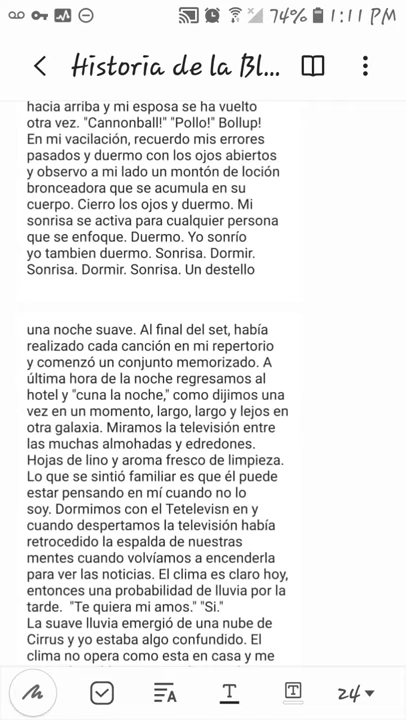 74% 1:11 PM
Historia de la Bl...
hacia arriba y mi esposa se ha vuelto
otra vez. "Cannonball!" "Pollo!" Bollup!
En mi vacilación, recuerdo mis errores
pasados y duermo con los ojos abiertos
y observo a mi lado un montón de loción
bronceadora que se acumula en su
cuerpo. Cierro los ojos y duermo. Mi
sonrisa se activa para cualquier persona
que se enfoque. Duermo. Yo sonrío
yo tambien duermo. Sonrisa. Dormir.
Sonrisa. Dormir. Sonrisa. Un destello
una noche suave. Al final del set, había
realizado cada canción en mi repertorio
y comenzó un conjunto memorizado. A
última hora de la noche regresamos al
hotel y "cuna la noche," como dijimos una
vez en un momento, largo, largo y lejos en
otra galaxia. Miramos la televisión entre
las muchas almohadas y edredones.
Hojas de lino y aroma fresco de limpieza.
Lo que se sintió familiar es que él puede
estar pensando en mí cuando no lo
soy. Dormimos con el Tetelevisn en y
cuando despertamos la televisión había
retrocedido la espalda de nuestras
mentes cuando volvíamos a encenderla
para ver las noticias. El clima es claro hoy,
entonces una probabilidad de lluvia por la
tarde.  "Te quiera mi amos." "Si."
La suave lluvia emergió de una nube de
Cirrus y yo estaba algo confundido. El
clima no opera como esta en casa y me
A T T 24